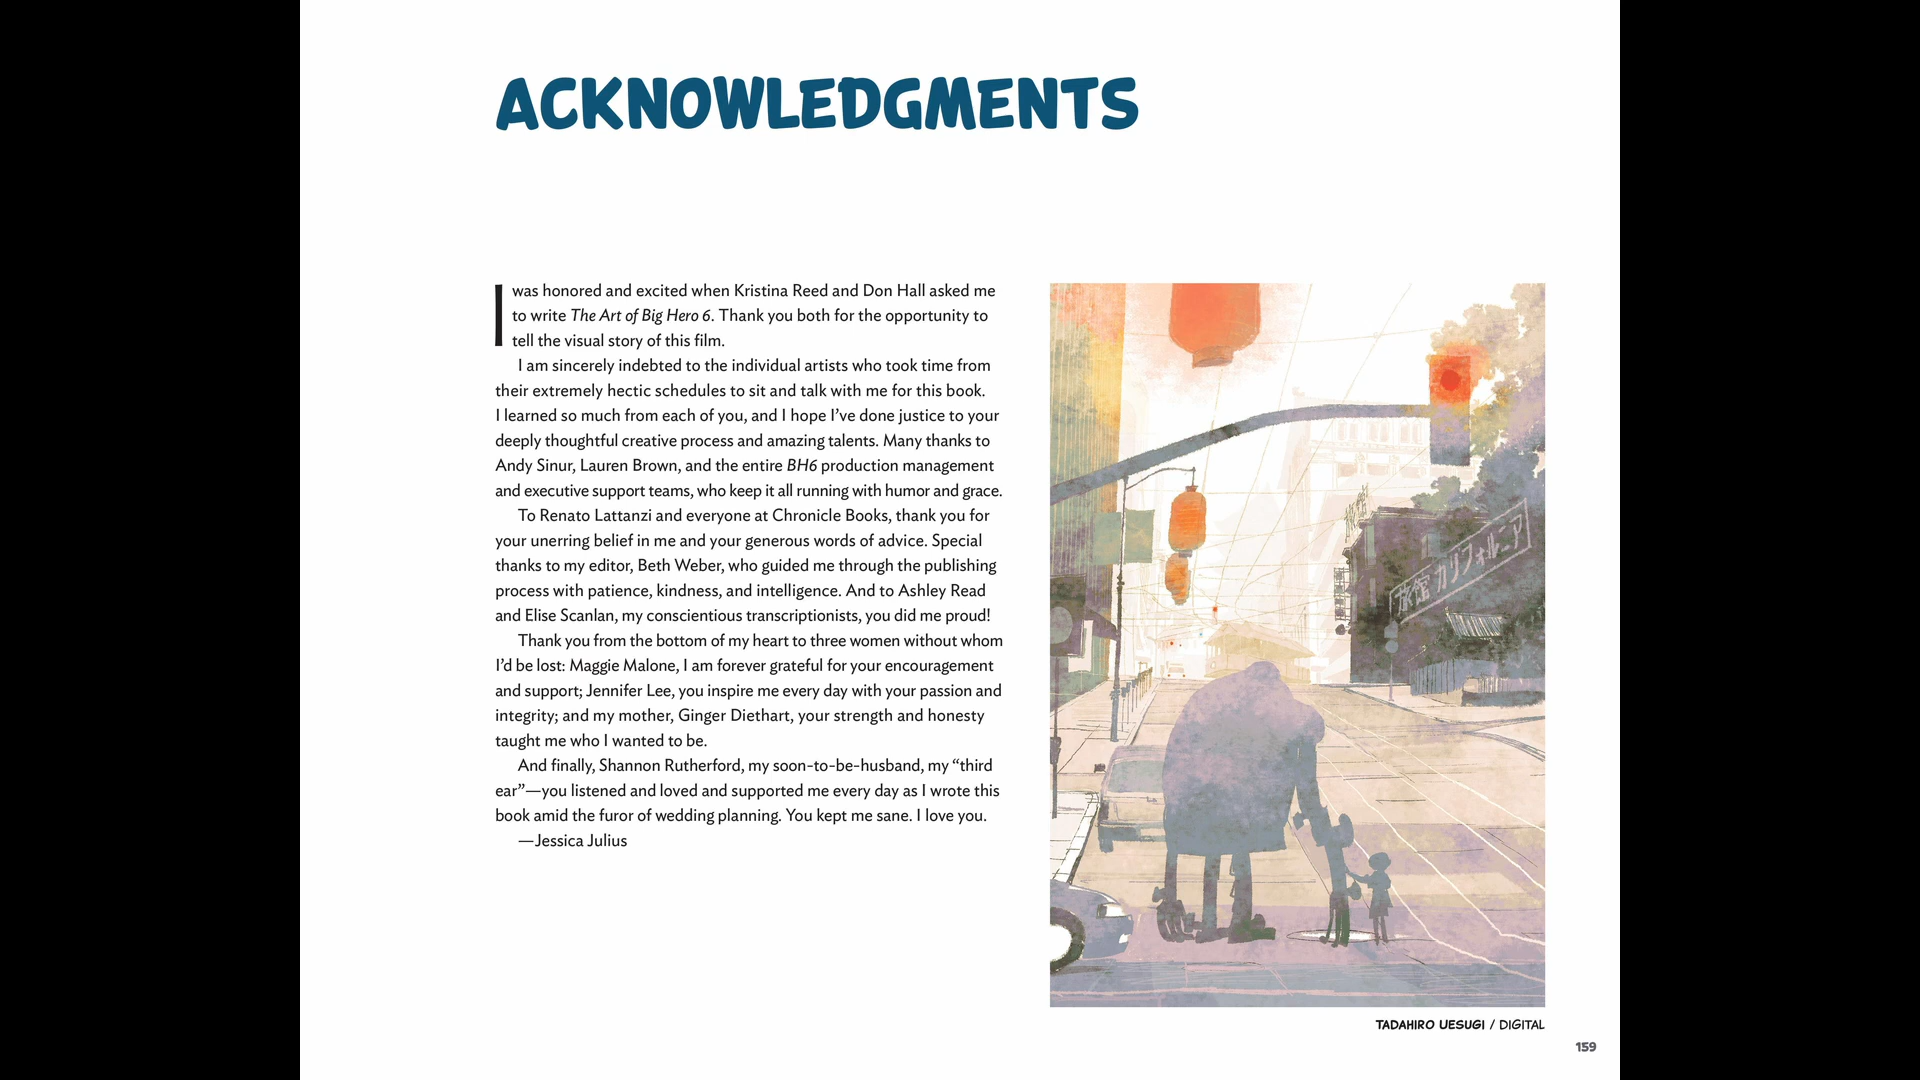 ACKNOWLEDGMENTS
I was honored and excited when Kristina Reed and Don Hall asked me
to write The Art of Big Hero 6. Thank you both for the opportunity to
tell the visual story of this film.
I am sincerely indebted to the individual artists who took time from
their extremely hectic schedules to sit and talk with me for this book.
I learned so much from each of you, and I hope I’ve done justice to your
deeply thoughtful creative process and amazing talents. Many thanks to
Andy Sinur, Lauren Brown, and the entire BH6 production management
and executive support teams, who keep it all running with humor and grace.
To Renato Lattanzi and everyone at Chronicle Books, thank you for
your unerring belief in me and your generous words of advice. Special
thanks to my editor, Beth Weber, who guided me through the publishing
process with patience, kindness, and intelligence. And to Ashley Read
and Elise Scanlan, my conscientious transcriptionists, you did me proud!
Thank you from the bottom of my heart to three women without whom
I’d be lost: Maggie Malone, I am forever grateful for your encouragement
and support; Jennifer Lee, you inspire me every day with your passion and
integrity; and my mother, Ginger Diethart, your strength and honesty
taught me who I wanted to be.
And finally, Shannon Rutherford, my soon-to-be-husband, my “third
ear”—you listened and loved and supported me every day as I wrote this
book amid the furor of wedding planning. You kept me sane. I love you.
—Jessica Julius
旅館 カリフォルニア
TADAHIRO UESUGI / DIGITAL
159